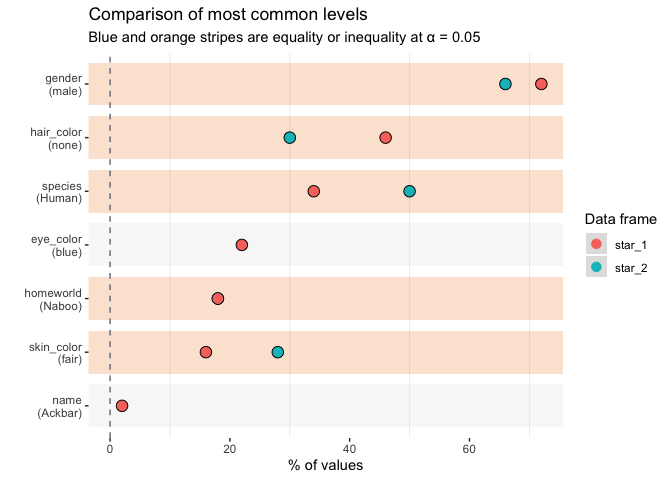 Comparison of most common levels
Blue and orange stripes are equality or inequality at α = 0.05
gender
(male)
hair_color
(none)
species
(Human)
eye_color
(blue)
homeworld
(Naboo)
skin_color
(fair)
name
(Ackbar)
0
20
40
60
% of values
Data frame
star_1
star_2